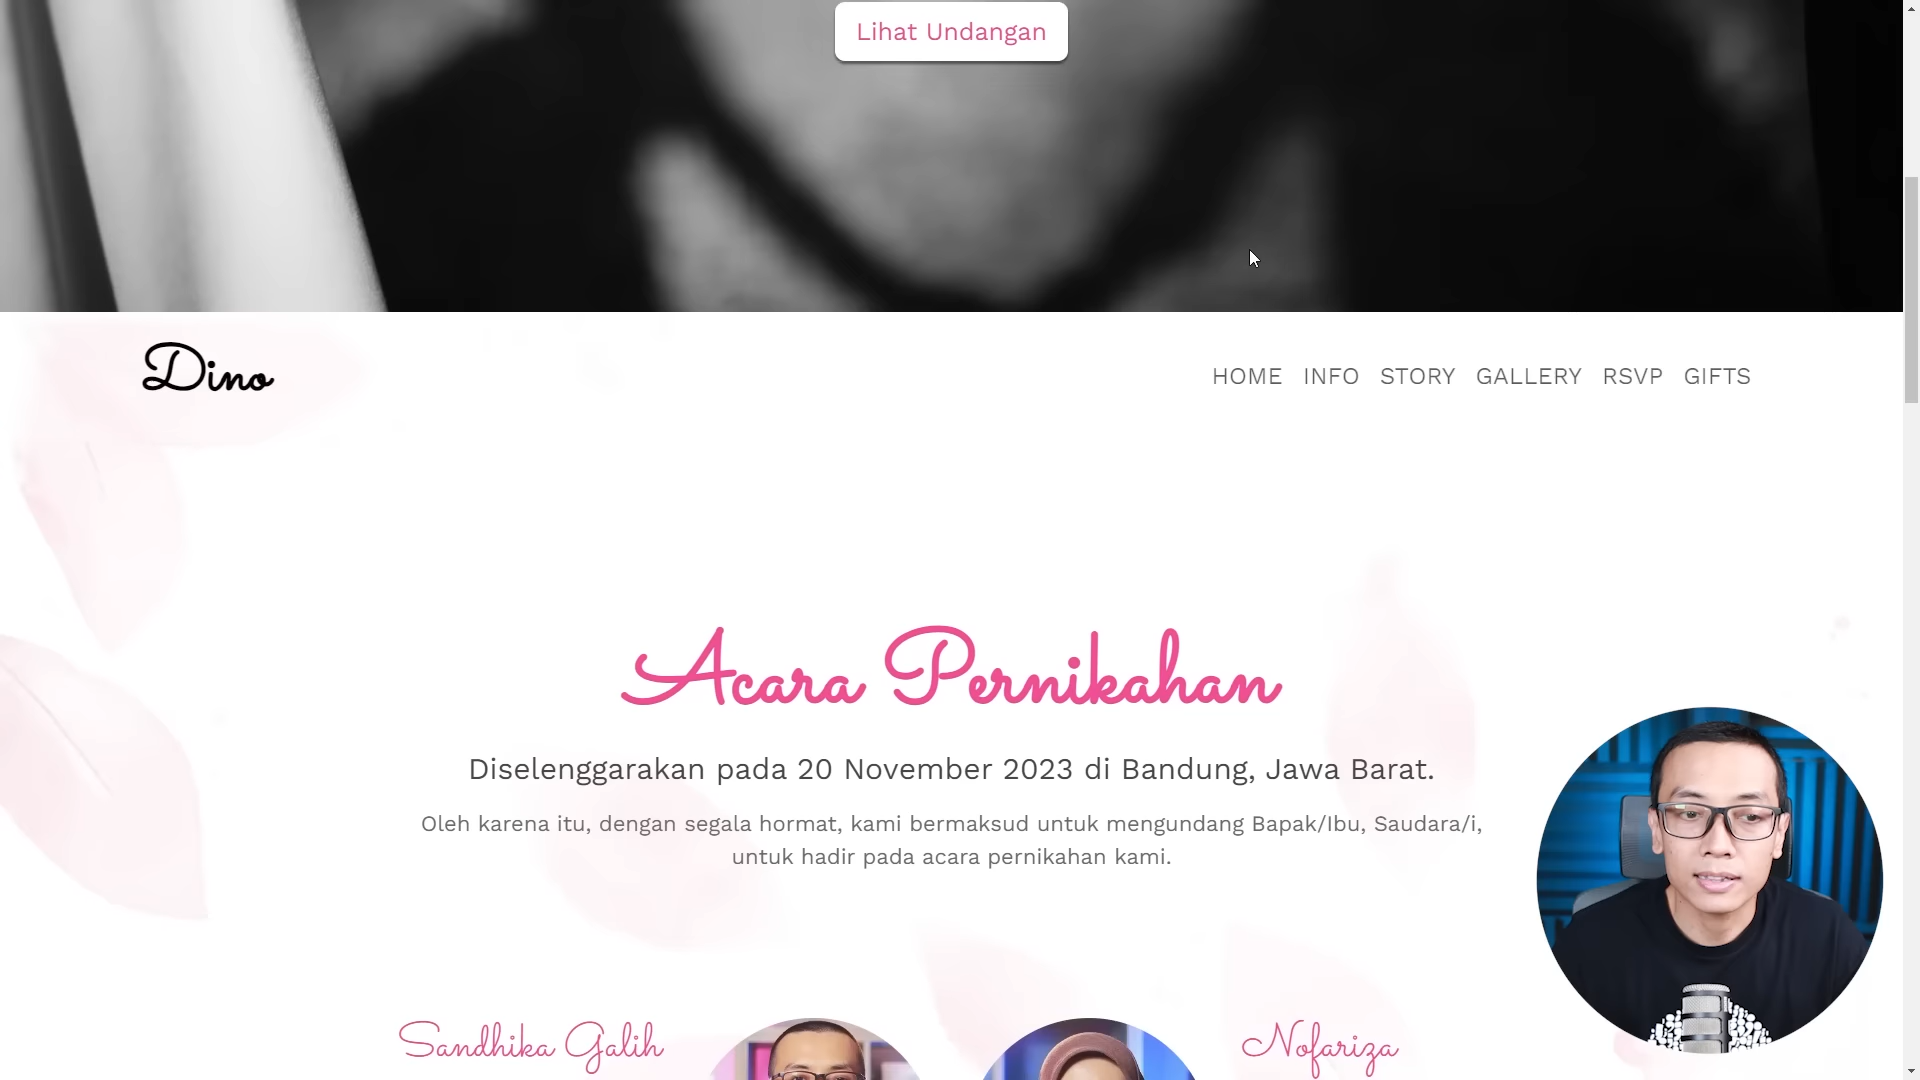 Lihat Undangan
Dino
HOME INFO STORY GALLERY RSVP GIFTS
Acara Pernikahan
Diselenggarakan pada 20 November 2023 di Bandung, Jawa Barat.
Oleh karena itu, dengan segala hormat, kami bermaksud untuk mengundang Bapak/Ibu, Saudara/i,
untuk hadir pada acara pernikahan kami.
Sandhika Galih
Nofariza